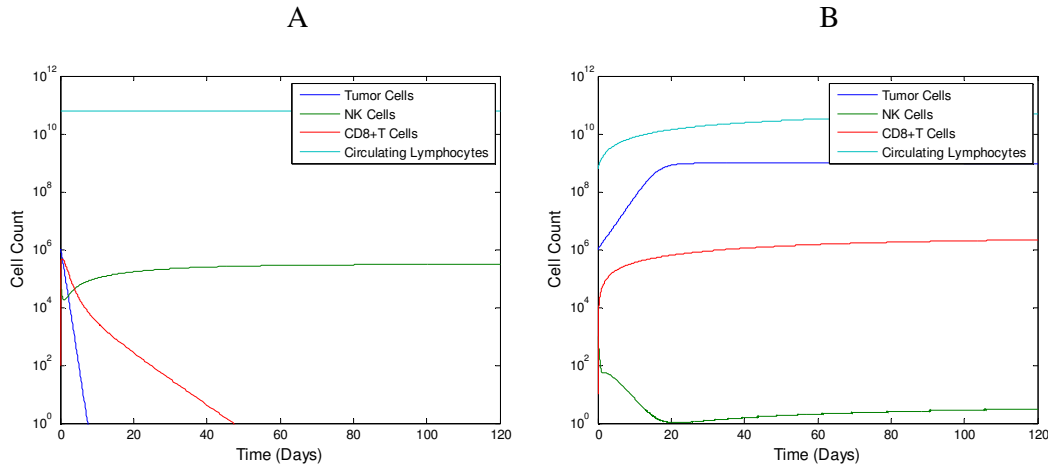 A
B
10^12
10^10
10^8
10^6
10^4
10^2
10^0
Cell Count
0
20
40
60
80
100
120
Time (Days)
Tumor Cells
NK Cells
CD8+T Cells
Circulating Lymphocytes
10^12
10^10
10^8
10^6
10^4
10^2
10^0
Cell Count
0
20
40
60
80
100
120
Time (Days)
Tumor Cells
NK Cells
CD8+T Cells
Circulating Lymphocytes